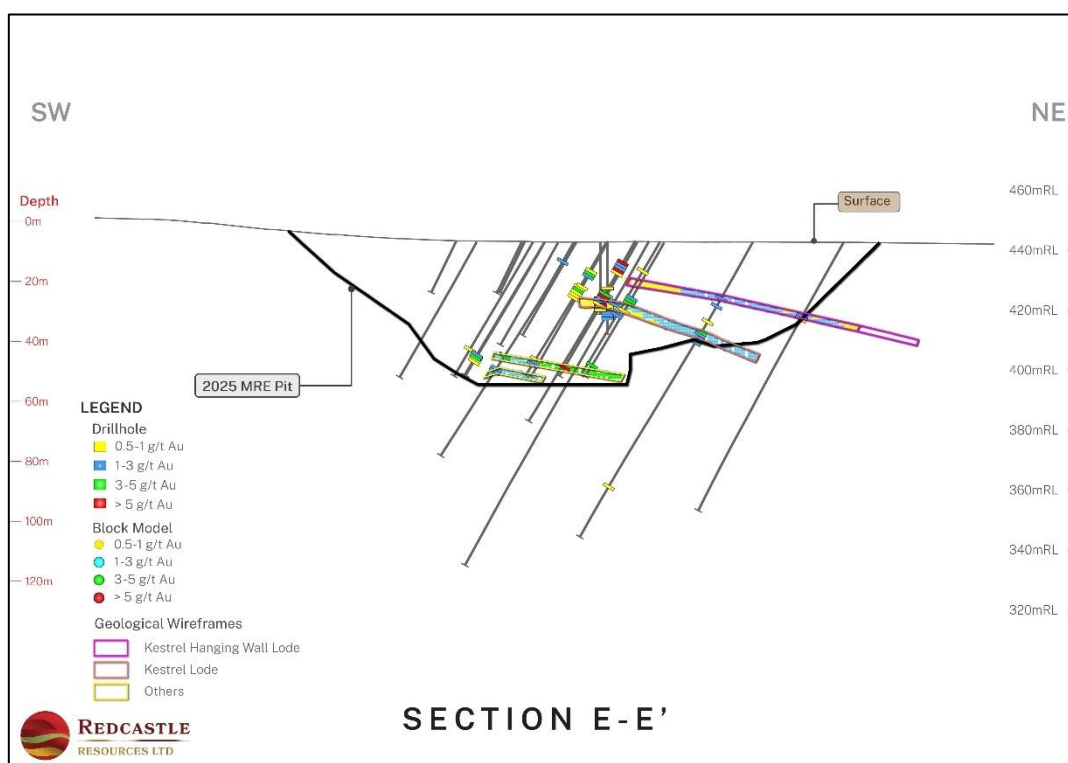 SW
NE
Depth
0m
20m
40m
60m
80m
100m
120m
460mRL
440mRL
420mRL
400mRL
380mRL
360mRL
340mRL
320mRL
Surface
2025 MRE Pit
LEGEND
Drillhole
0.5-1 g/t Au
1-3 g/t Au
3-5 g/t Au
> 5 g/t Au
Block Model
0.5-1 g/t Au
1-3 g/t Au
3-5 g/t Au
> 5 g/t Au
Geological Wireframes
Kestrel Hanging Wall Lode
Kestrel Lode
Others
REDCASTLE
RESOURCES LTD
SECTION E-E’